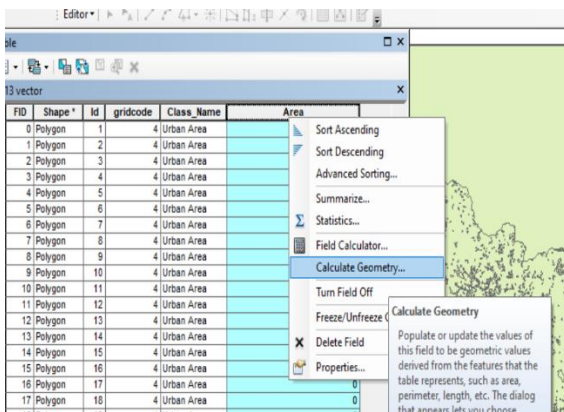 Editor
ble
13 vector
FID Shape * Id gridcode Class_Name Area
0 Polygon 1 4 Urban Area
1 Polygon 2 4 Urban Area
2 Polygon 3 4 Urban Area
3 Polygon 4 4 Urban Area
4 Polygon 5 4 Urban Area
5 Polygon 6 4 Urban Area
6 Polygon 7 4 Urban Area
7 Polygon 8 4 Urban Area
8 Polygon 9 4 Urban Area
9 Polygon 10 4 Urban Area
10 Polygon 11 4 Urban Area
11 Polygon 12 4 Urban Area
12 Polygon 13 4 Urban Area
13 Polygon 14 4 Urban Area
14 Polygon 15 4 Urban Area
15 Polygon 16 4 Urban Area
16 Polygon 17 4 Urban Area 0
17 Polygon 18 4 Urban Area 0
Sort Ascending
Sort Descending
Advanced Sorting...
Summarize...
Σ Statistics...
Field Calculator...
Calculate Geometry...
Turn Field Off
Freeze/Unfreeze C
Delete Field
Properties...
Calculate Geometry
Populate or update the values of
this field to be geometric values
derived from the features that the
table represents, such as area,
perimeter, length, etc. The dialog
that appears lets you choose